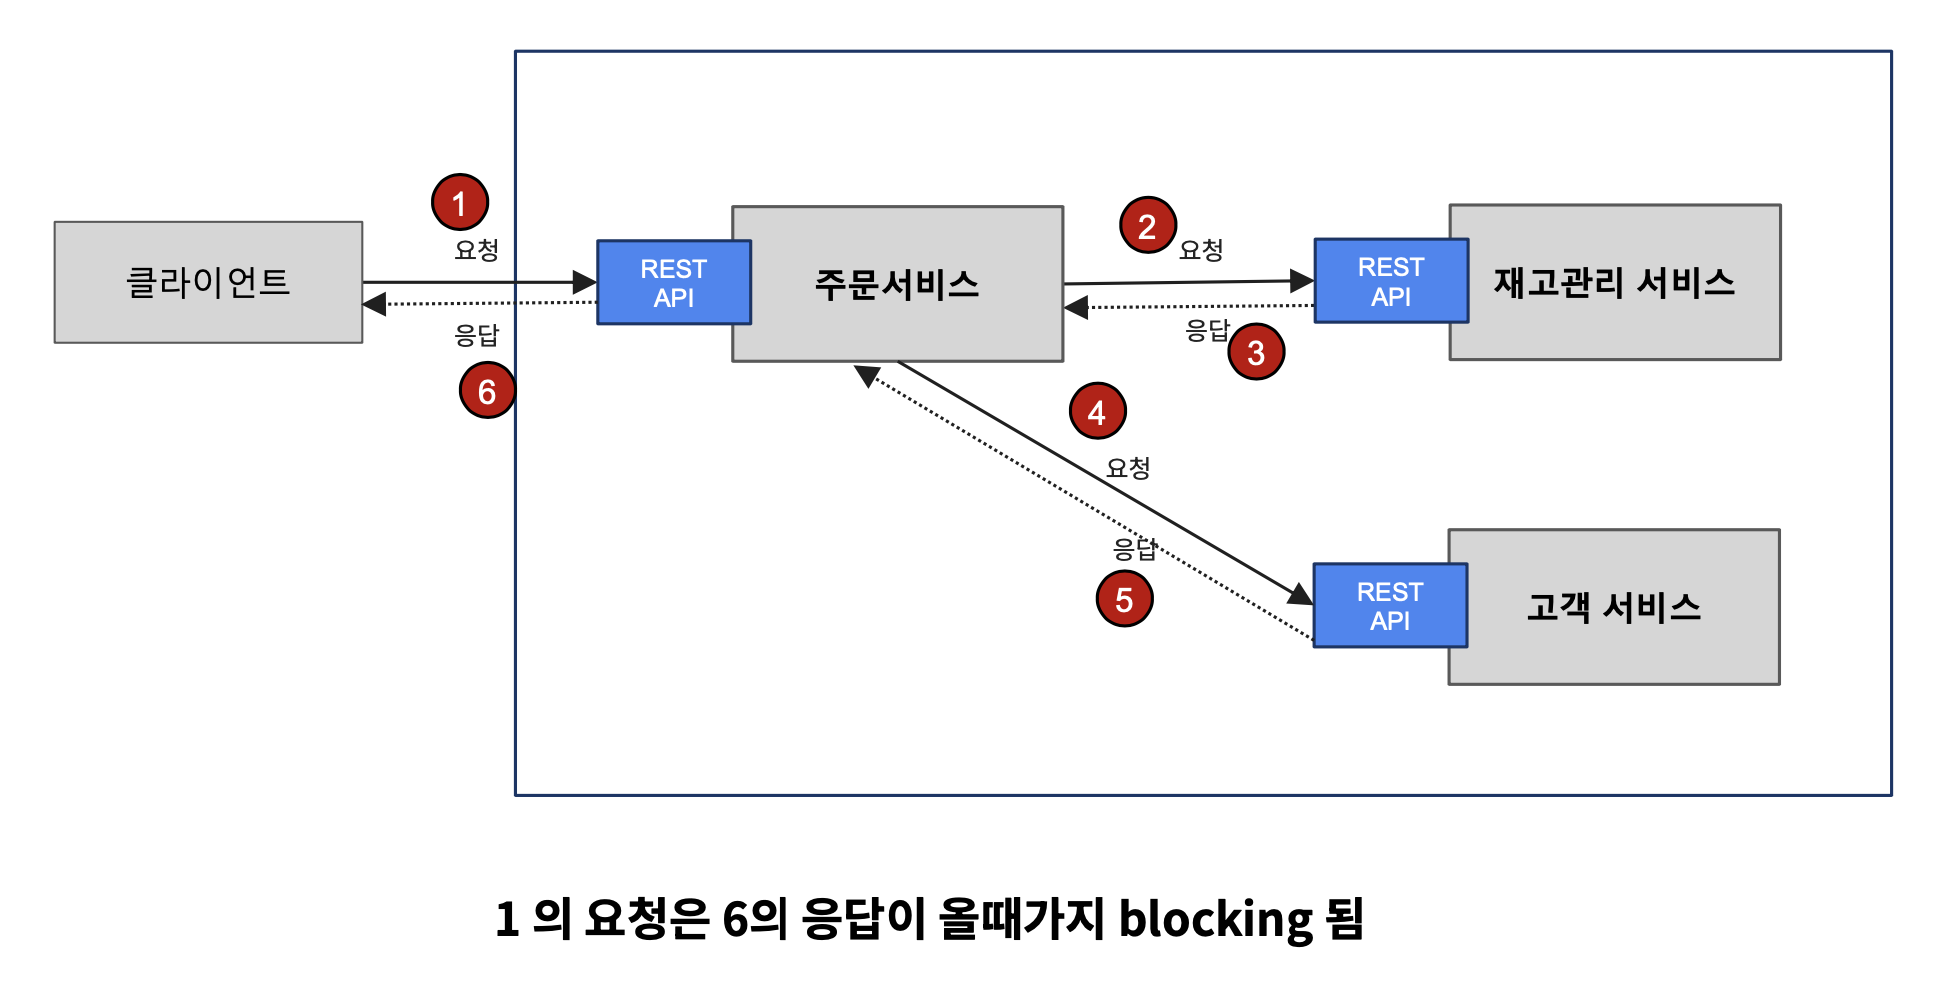 1
요청
클라이언트
REST
API
주문서비스
응답
6
2
요청
REST
API
재고관리 서비스
응답
3
4
요청
응답
5
REST
API
고객 서비스
1 의 요청은 6의 응답이 올때가지 blocking 됨